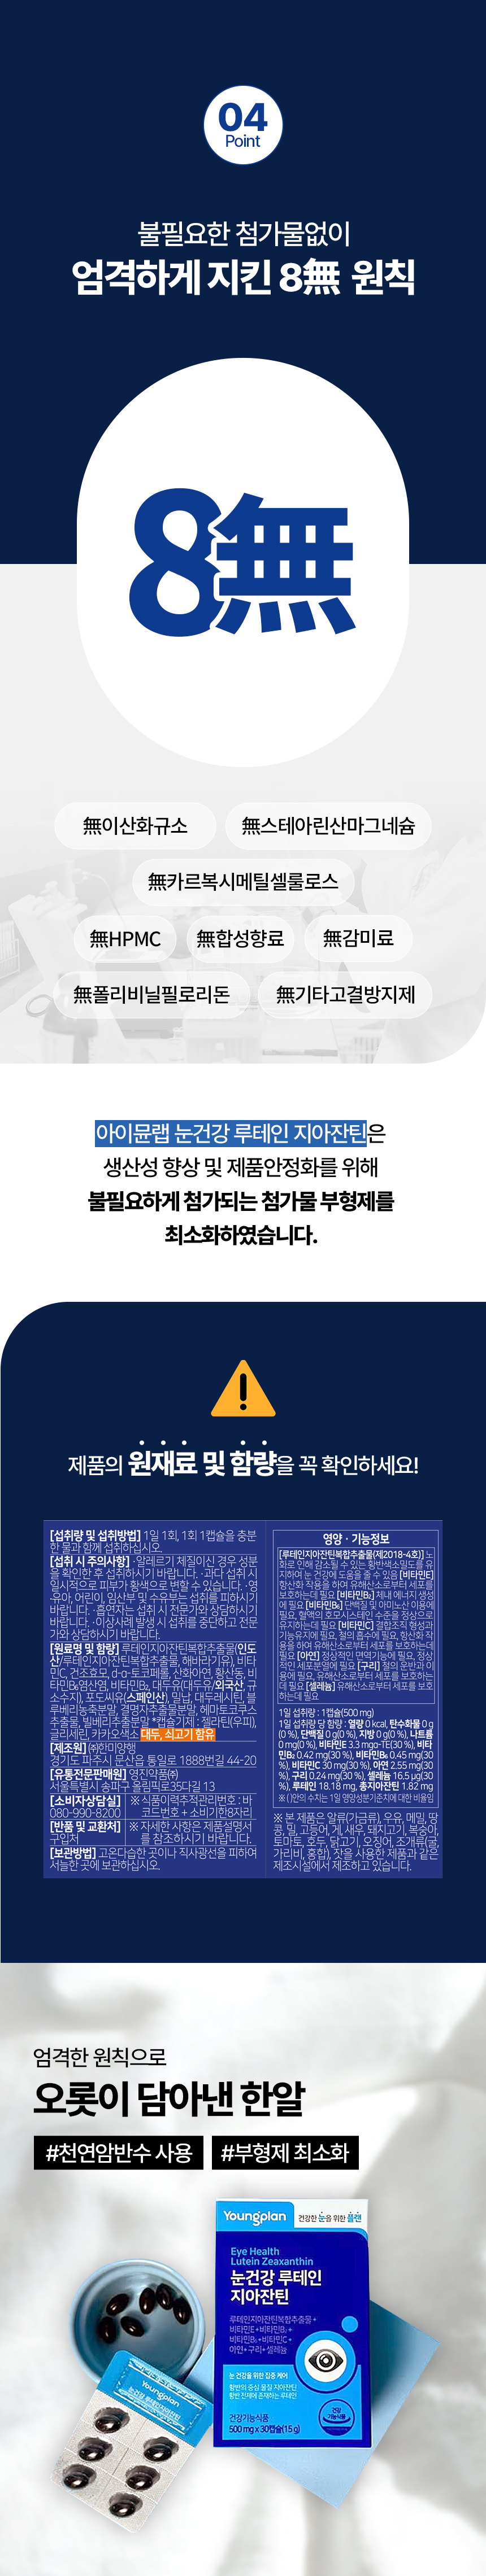 04
Point
불필요한 첨가물없이
엄격하게 지킨 8無 원칙
8無
無이산화규소
無스테아린산마그네슘
無카르복시메틸셀룰로스
無HPMC
無합성향료
無감미료
無폴리비닐필로리돈
無기타고결방지제
아이뮨랩 눈건강 루테인 지아잔틴은
생산성 향상 및 제품안정화를 위해
불필요하게 첨가되는 첨가물 부형제를
최소화하였습니다.
제품의 원재료 및 함량을 꼭 확인하세요!
[섭취량 및 섭취방법] 1일 1회, 1회 1캡슐을 충분
한 물과 함께 섭취하십시오.
[섭취 시 주의사항] ·알레르기 체질이신 경우 성분
을 확인한 후 섭취하시기 바랍니다. ·과다 섭취 시
일시적으로 피부가 황색으로 변할 수 있습니다. ·영
·유아, 어린이, 임산부 및 수유부는 섭취를 피하시기
바랍니다. ·흡연자는 섭취 시 전문가와 상담하시기
바랍니다. ·이상사례 발생 시 섭취를 중단하고 전문
가와 상담하시기 바랍니다.
[원료명 및 함량] 루테인지아잔틴복합추출물(인도
산/루테인지아잔틴복합추출물, 해바라기유), 비타
민C, 건조효모, d-α-토코페롤, 산화아연, 황산동, 비
타민B₆염산염, 비타민B₂, 대두유(대두유/외국산, 규
소수지), 포도씨유(스페인산), 밀납, 대두레시틴, 블
루베리농축분말, 결명자추출물분말, 헤마토코쿠스
추출물, 빌베리추출분말 *캡슐기제 : 젤라틴(우피),
글리세린, 카카오색소 대두, 쇠고기 함유
[제조원] ㈜한미양행
경기도 파주시 문산읍 통일로 1888번길 44-20
[유통전문판매원] 영진약품㈜
서울특별시 송파구 올림픽로35다길 13
[소비자상담실]
080-990-8200
※ 식품이력추적관리번호 : 바
코드번호 + 소비기한8자리
[반품 및 교환처]
구입처
※ 자세한 사항은 제품설명서
를 참조하시기 바랍니다.
[보관방법] 고온다습한 곳이나 직사광선을 피하여
서늘한 곳에 보관하십시오.
영양 · 기능정보
[루테인지아잔틴복합추출물(제2018-4호)] 노
화로 인해 감소될 수 있는 황반색소밀도를 유
지하여 눈 건강에 도움을 줄 수 있음 [비타민E]
항산화 작용을 하여 유해산소로부터 세포를
보호하는데 필요 [비타민B₂] 체내 에너지 생성
에 필요 [비타민B₆] 단백질 및 아미노산 이용에
필요, 혈액의 호모시스테인 수준을 정상으로
유지하는데 필요 [비타민C] 결합조직 형성과
기능유지에 필요, 철의 흡수에 필요, 항산화 작
용을 하여 유해산소로부터 세포를 보호하는데
필요 [아연] 정상적인 면역기능에 필요, 정상
적인 세포분열에 필요 [구리] 철의 운반과 이
용에 필요, 유해산소로부터 세포를 보호하는
데 필요 [셀레늄] 유해산소로부터 세포를 보호
하는데 필요
1일 섭취량 : 1캡슐(500 mg)
1일 섭취량 당 함량 : 열량 0 kcal, 탄수화물 0 g
(0 %), 단백질 0 g(0 %), 지방 0 g(0 %), 나트륨
0 mg(0 %), 비타민E 3.3 mgα-TE(30 %), 비타
민B₂ 0.42 mg(30 %), 비타민B₆ 0.45 mg(30
%), 비타민C 30 mg(30 %), 아연 2.55 mg(30
%), 구리 0.24 mg(30 %), 셀레늄 16.5 μg(30
%), 루테인 18.18 mg, 총지아잔틴 1.82 mg
※ ( )안의 수치는 1일 영양성분기준치에 대한 비율임
※ 본 제품은 알류(가금류), 우유, 메밀, 땅
콩, 밀, 고등어, 게, 새우, 돼지고기, 복숭아,
토마토, 호두, 닭고기, 오징어, 조개류(굴,
가리비, 홍합), 잣을 사용한 제품과 같은
제조시설에서 제조하고 있습니다.
엄격한 원칙으로
오롯이 담아낸 한알
#천연암반수 사용
#부형제 최소화
Youngplan
건강한 눈을 위한 플랜
Eye Health
Lutein Zeaxanthin
눈건강 루테인
지아잔틴
루테인지아잔틴복합추출물 +
비타민E + 비타민B₂ +
비타민B₆ + 비타민C +
아연 + 구리 + 셀레늄
눈 건강을 위한 집중 케어
황반의 중심 물질 지아잔틴
황반 전체에 존재하는 루테인
건강기능식품
500 mg x 30캡슐(15 g)
건강
기능식품
Youngplan
눈건강 루테인지아잔틴